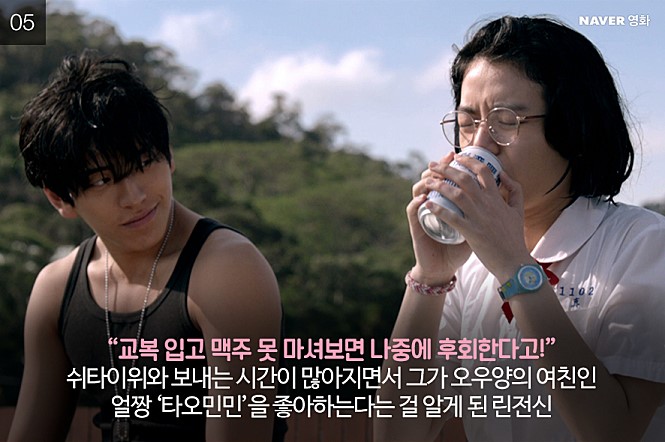 05
NAVER 영화
1102
“교복 입고 맥주 못 마셔보면 나중에 후회한다고!”
쉬타이위와 보내는 시간이 많아지면서 그가 오우양의 여친인
얼짱 ‘타오민민’을 좋아하는다는 걸 알게 된 린전신